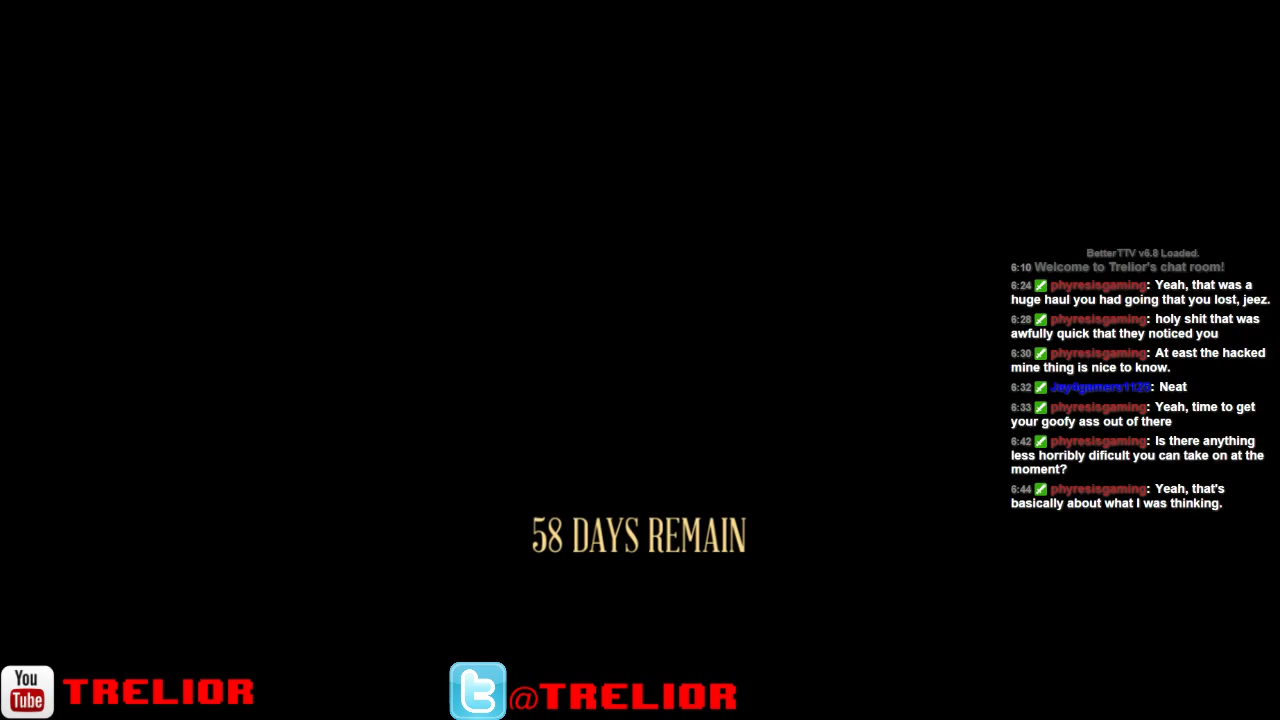 BetterTTV v6.8 Loaded.
6:10 Welcome to Trelior's chat room!
6:24 phyresisgaming: Yeah, that was a
huge haul you had going that you lost, jeez.
6:28 phyresisgaming: holy shit that was
awfully quick that they noticed you
6:30 phyresisgaming: At east the hacked
mine thing is nice to know.
6:32 : Neat
6:33 phyresisgaming: Yeah, time to get
your goofy ass out of there
6:42 phyresisgaming: Is there anything
less horribly dificult you can take on at the
moment?
6:44 phyresisgaming: Yeah, that's
basically about what I was thinking.
58 DAYS REMAIN
You
Tube
TRELIOR
@TRELIOR